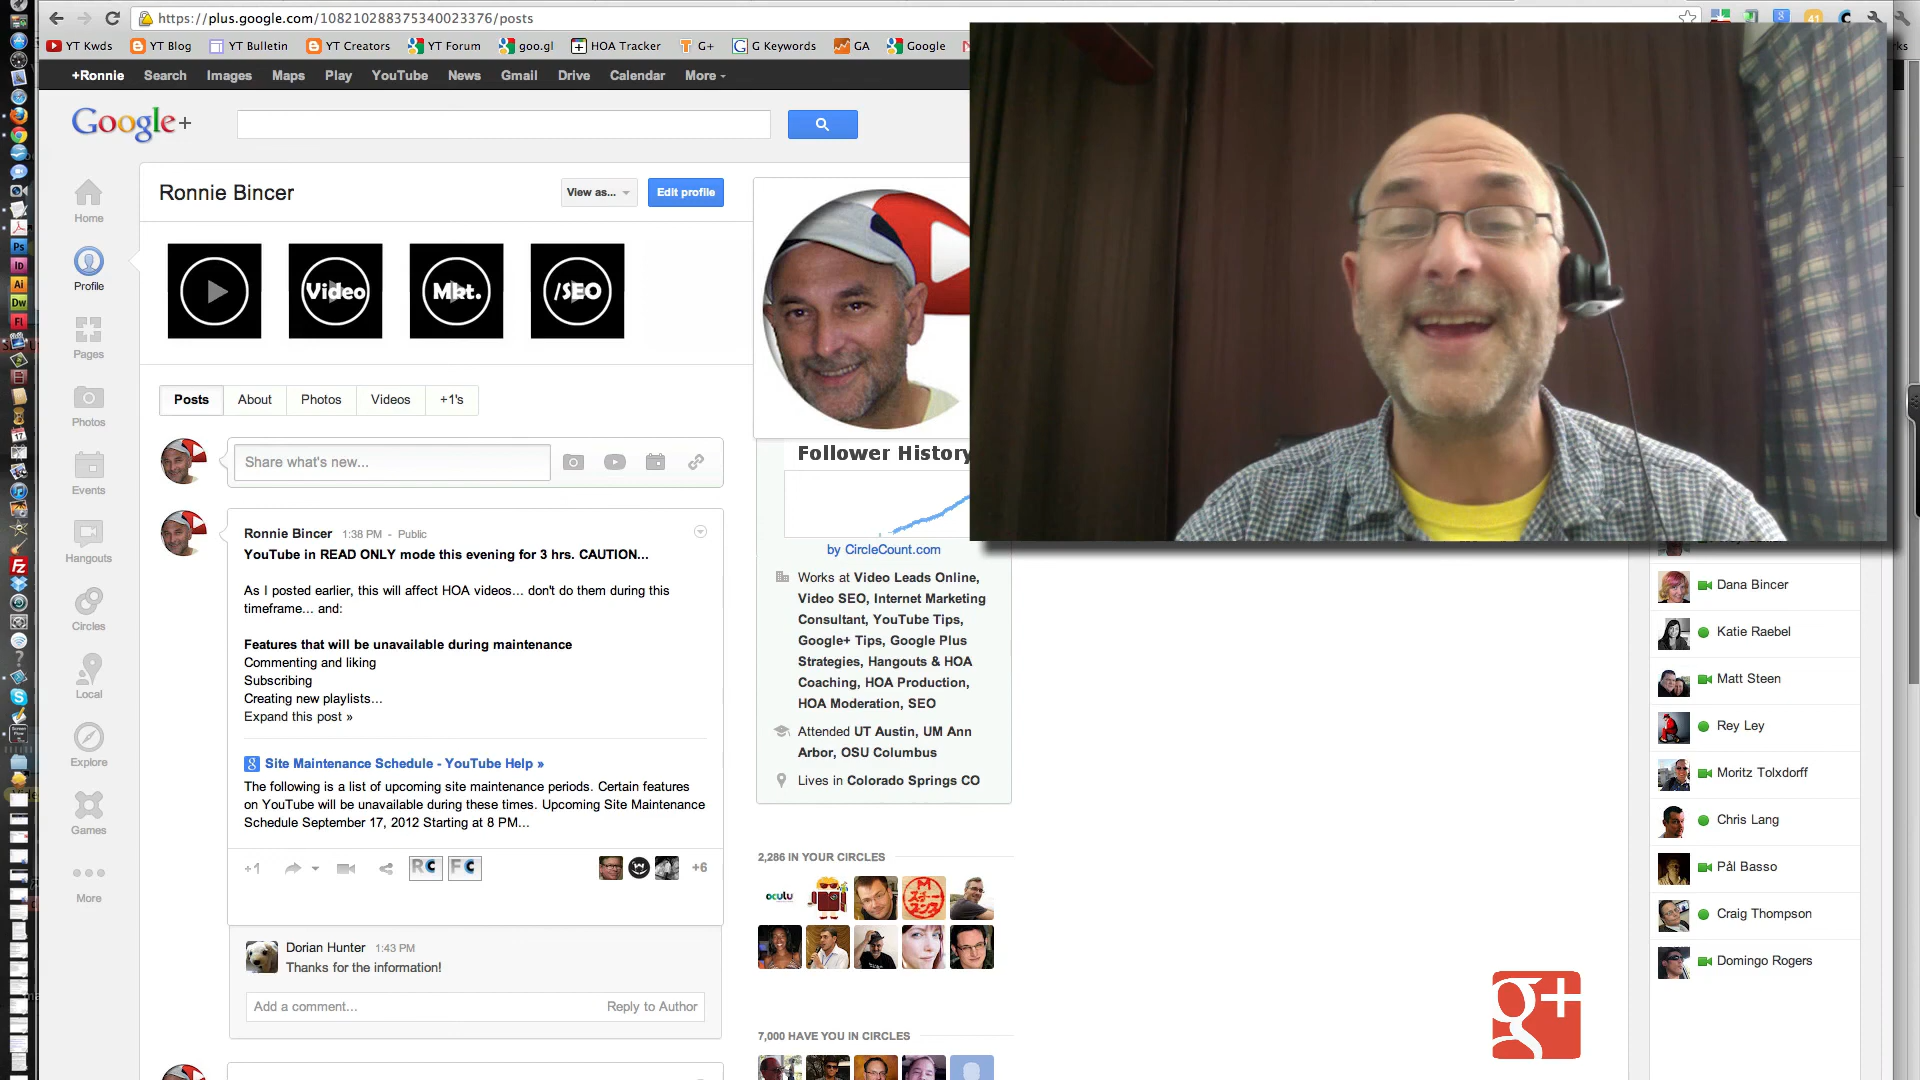 https://plus.google.com/108210288375340023376/posts
YT Kwds YT Blog YT Bulletin YT Creators YT Forum goo.gl HOA Tracker G+ G Keywords GA Google
+Ronnie Search Images Maps Play YouTube News Gmail Drive Calendar More
Google+
Ronnie Bincer
View as...
Edit profile
Home
Profile
Pages
Photos
Events
Hangouts
Circles
Local
Explore
Games
More
Video
Mkt.
/SEO
Posts About Photos Videos +1's
Share what's new...
Ronnie Bincer 1:38 PM - Public
YouTube in READ ONLY mode this evening for 3 hrs. CAUTION...
As I posted earlier, this will affect HOA videos... don't do them during this
timeframe... and:
Features that will be unavailable during maintenance
Commenting and liking
Subscribing
Creating new playlists...
Expand this post »
Site Maintenance Schedule - YouTube Help »
The following is a list of upcoming site maintenance periods. Certain features
on YouTube will be unavailable during these times. Upcoming Site Maintenance
Schedule September 17, 2012 Starting at 8 PM...
+1
RC FC
+6
Dorian Hunter 1:43 PM
Thanks for the information!
Add a comment... Reply to Author
Follower History
by CircleCount.com
Works at Video Leads Online,
Video SEO, Internet Marketing
Consultant, YouTube Tips,
Google+ Tips, Google Plus
Strategies, Hangouts & HOA
Coaching, HOA Production,
HOA Moderation, SEO
Attended UT Austin, UM Ann
Arbor, OSU Columbus
Lives in Colorado Springs CO
2,286 IN YOUR CIRCLES
oculu
7,000 HAVE YOU IN CIRCLES
Dana Bincer
Katie Raebel
Matt Steen
Rey Ley
Moritz Tolxdorff
Chris Lang
Pål Basso
Craig Thompson
Domingo Rogers
g+
41
Ps
Id
Ai
Dw
Fl
17
Fz